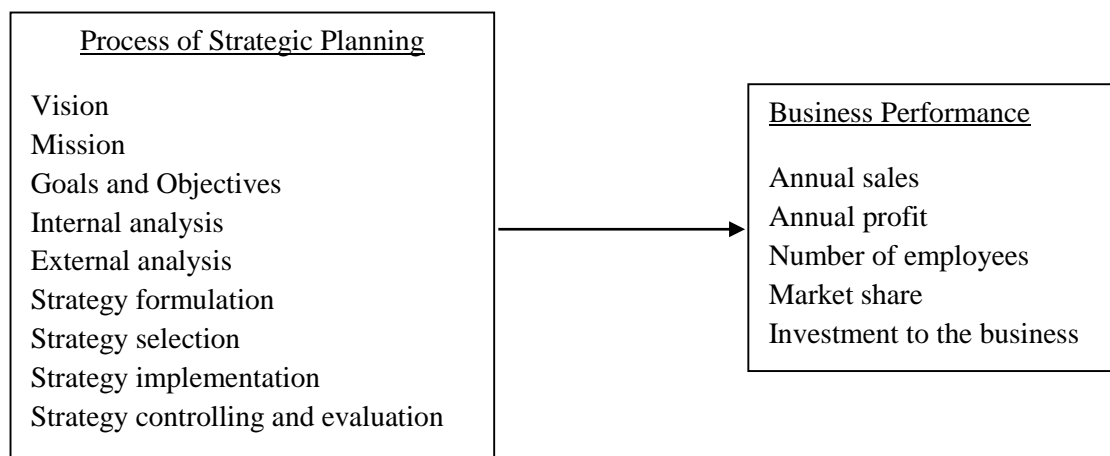 Process of Strategic Planning
Vision
Mission
Goals and Objectives
Internal analysis
External analysis
Strategy formulation
Strategy selection
Strategy implementation
Strategy controlling and evaluation
Business Performance
Annual sales
Annual profit
Number of employees
Market share
Investment to the business